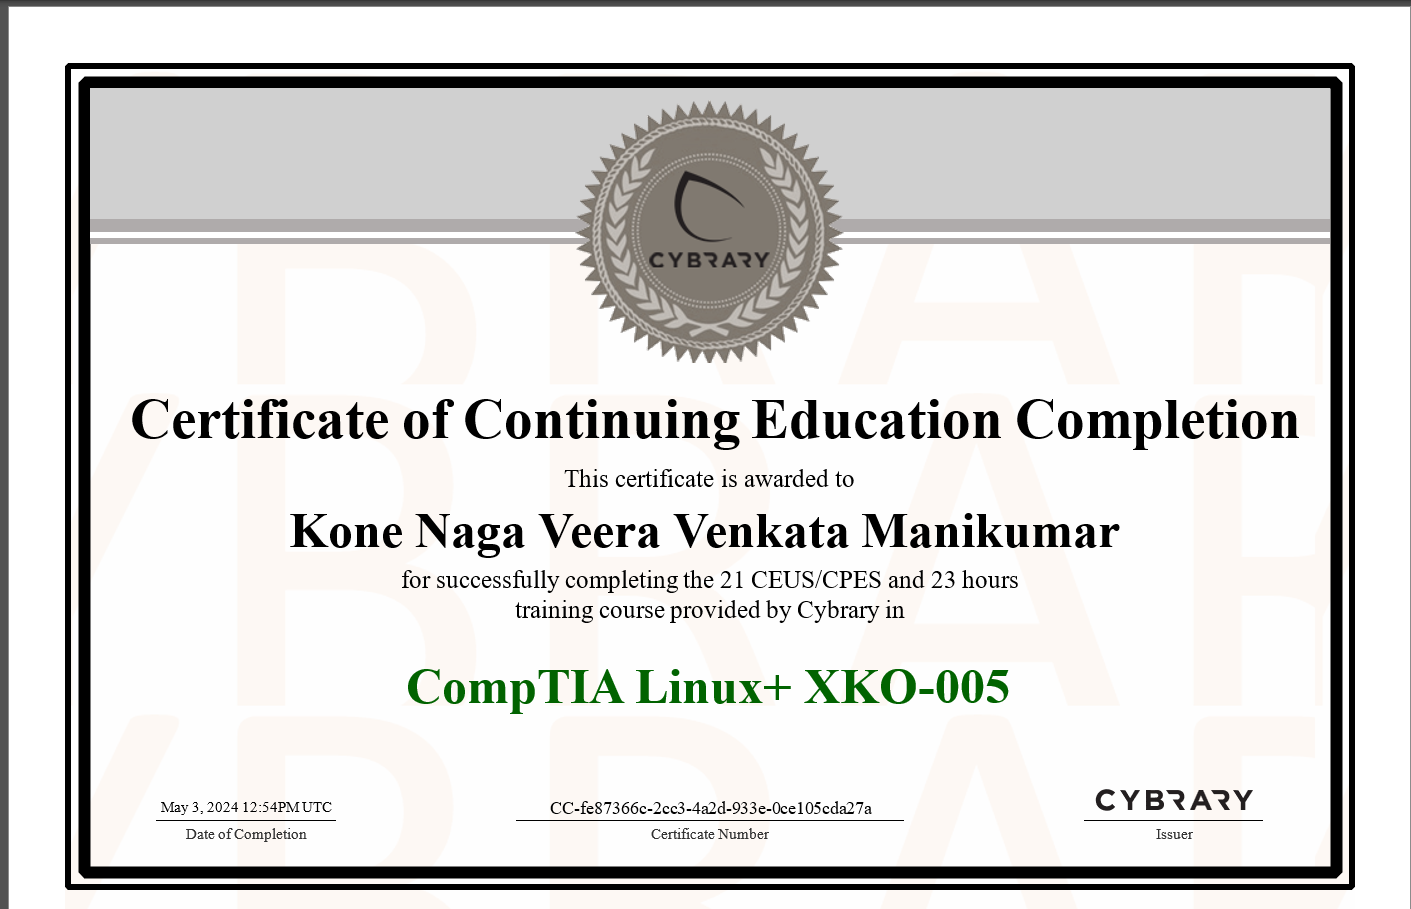 CYBRARY
Certificate of Continuing Education Completion
This certificate is awarded to
Kone Naga Veera Venkata Manikumar
for successfully completing the 21 CEUS/CPES and 23 hours
training course provided by Cybrary in
CompTIA Linux+ XKO-005
May 3, 2024 12:54PM UTC
Date of Completion
CC-fe87366c-2cc3-4a2d-933e-0ce105cda27a
Certificate Number
CYBRARY
Issuer